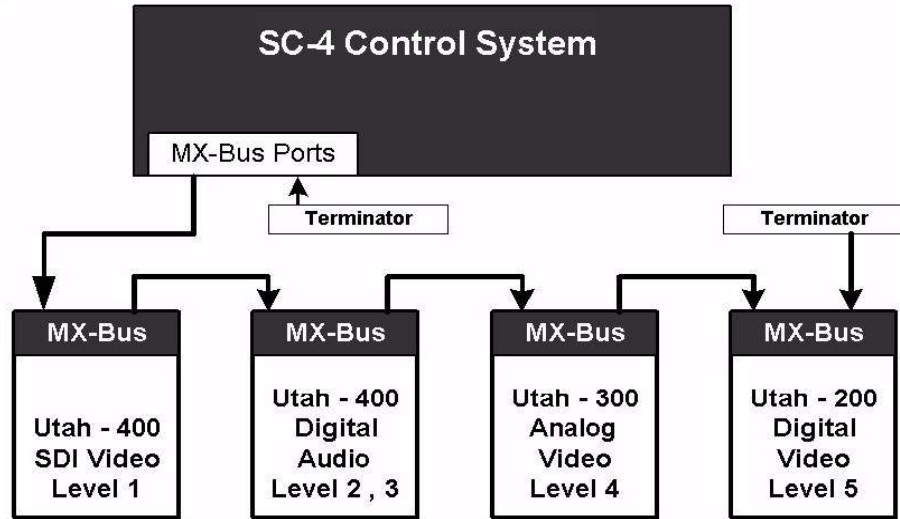 SC-4 Control System
MX-Bus Ports
Terminator
Terminator
MX-Bus
Utah - 400
SDI Video
Level 1
MX-Bus
Utah - 400
Digital
Audio
Level 2 , 3
MX-Bus
Utah - 300
Analog
Video
Level 4
MX-Bus
Utah - 200
Digital
Video
Level 5